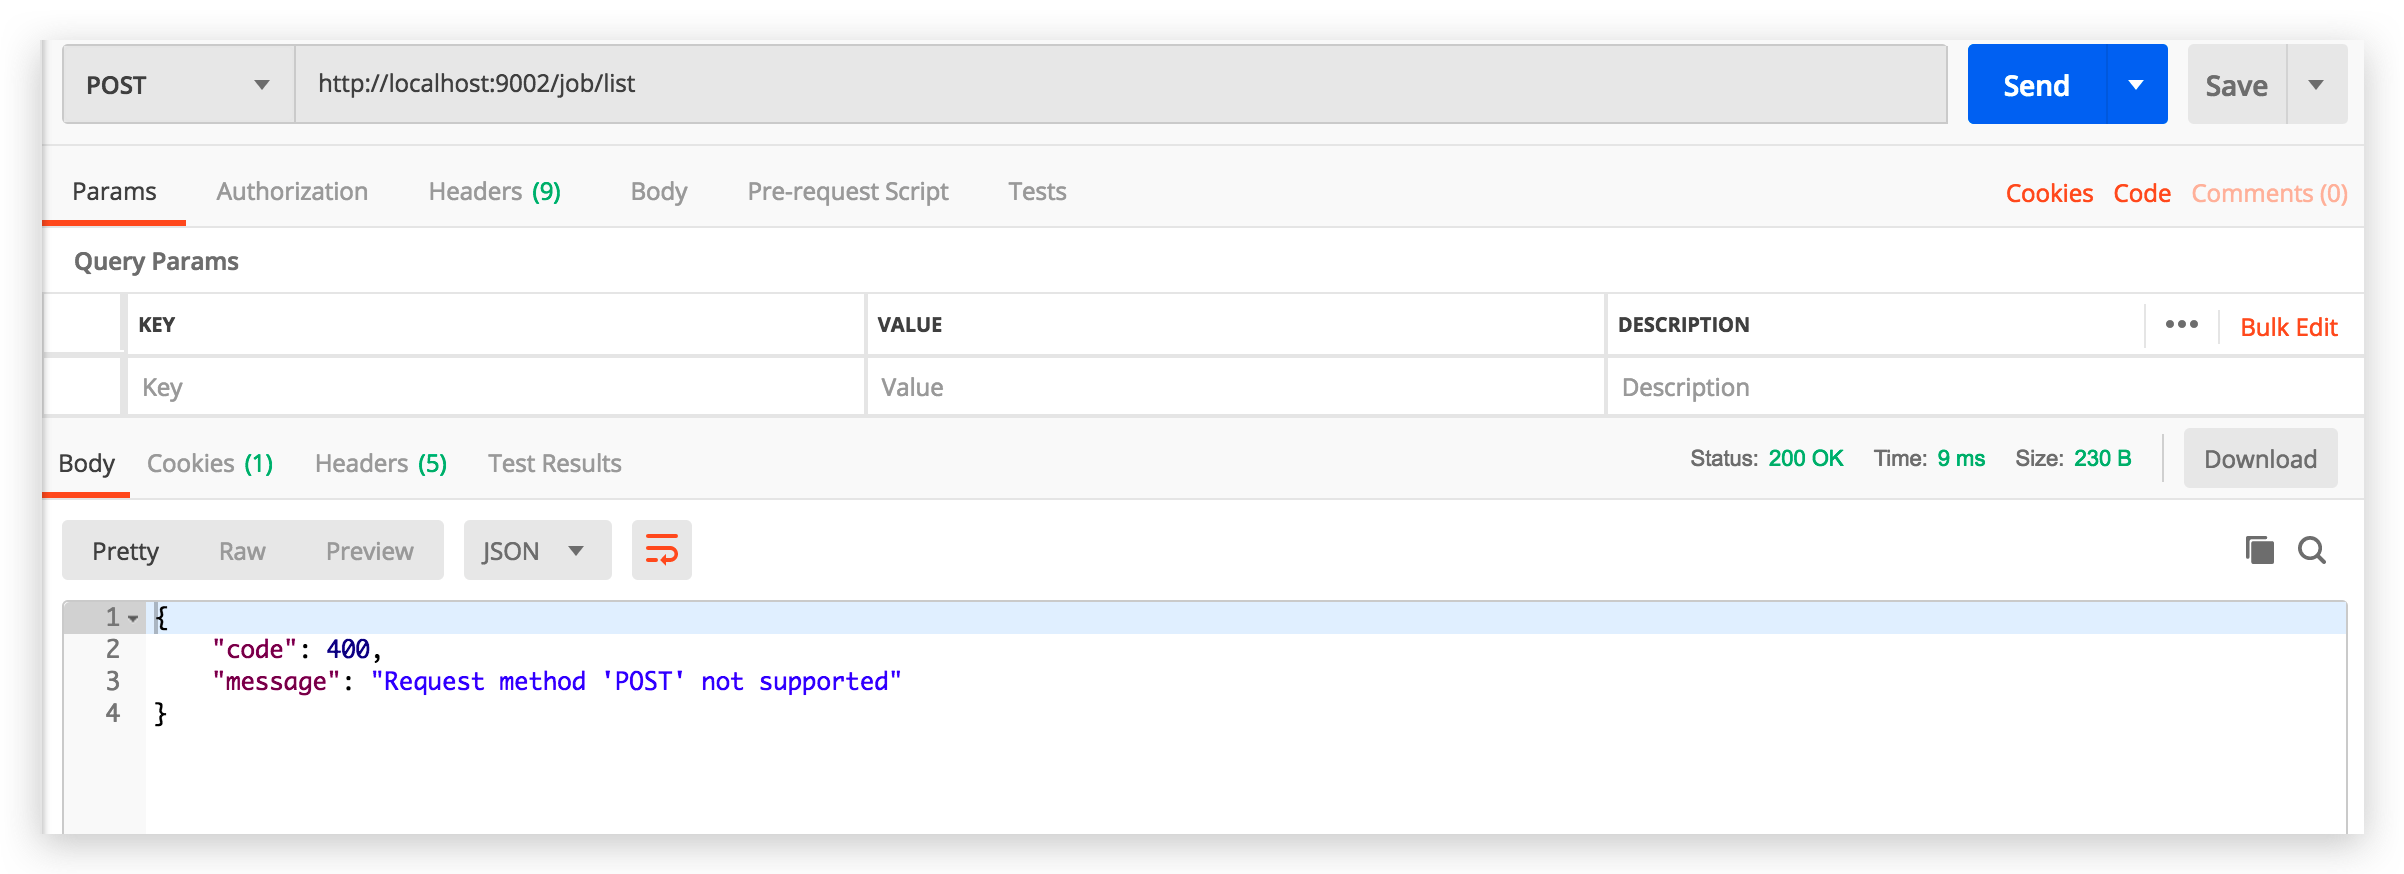 POST http://localhost:9002/job/list Send Save
Params Authorization Headers (9) Body Pre-request Script Tests Cookies Code Comments (0)
Query Params
KEY VALUE DESCRIPTION ••• Bulk Edit
Key Value Description
Body Cookies (1) Headers (5) Test Results Status: 200 OK Time: 9 ms Size: 230 B Download
Pretty Raw Preview JSON
1 {
2 "code": 400,
3 "message": "Request method 'POST' not supported"
4 }